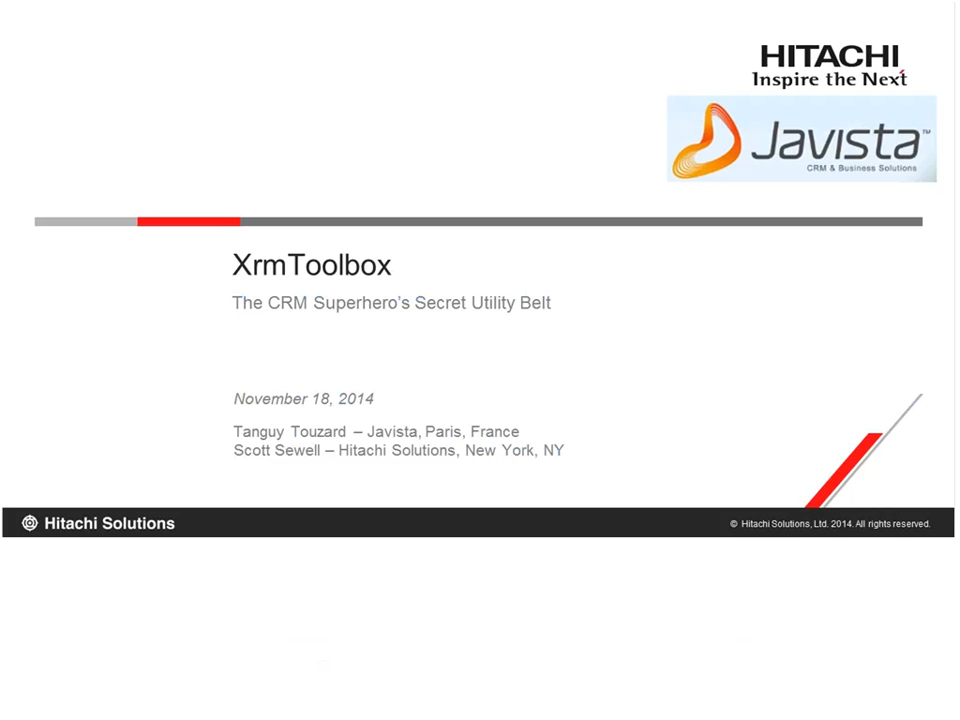 HITACHI
Inspire the Next
Javista™
CRM & Business Solutions
XrmToolbox
The CRM Superhero’s Secret Utility Belt
November 18, 2014
Tanguy Touzard – Javista, Paris, France
Scott Sewell – Hitachi Solutions, New York, NY
Hitachi Solutions
© Hitachi Solutions, Ltd. 2014. All rights reserved.